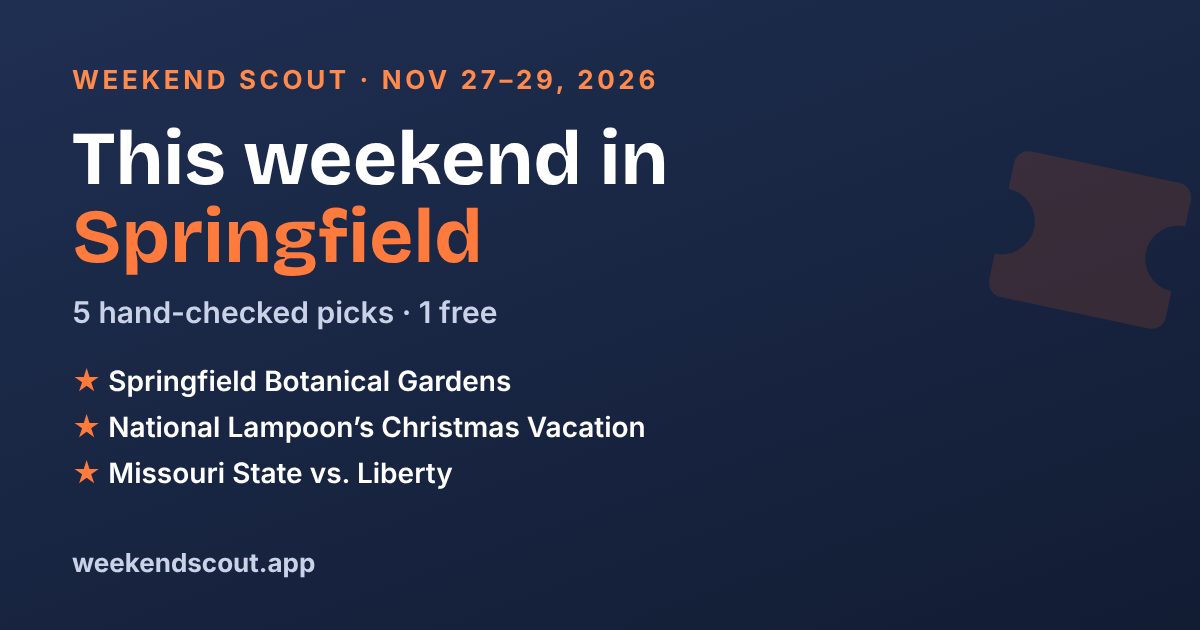 WEEKEND SCOUT · NOV 27–29, 2026
This weekend in
Springfield
5 hand-checked picks · 1 free
★ Springfield Botanical Gardens
★ National Lampoon’s Christmas Vacation
★ Missouri State vs. Liberty
weekendscout.app